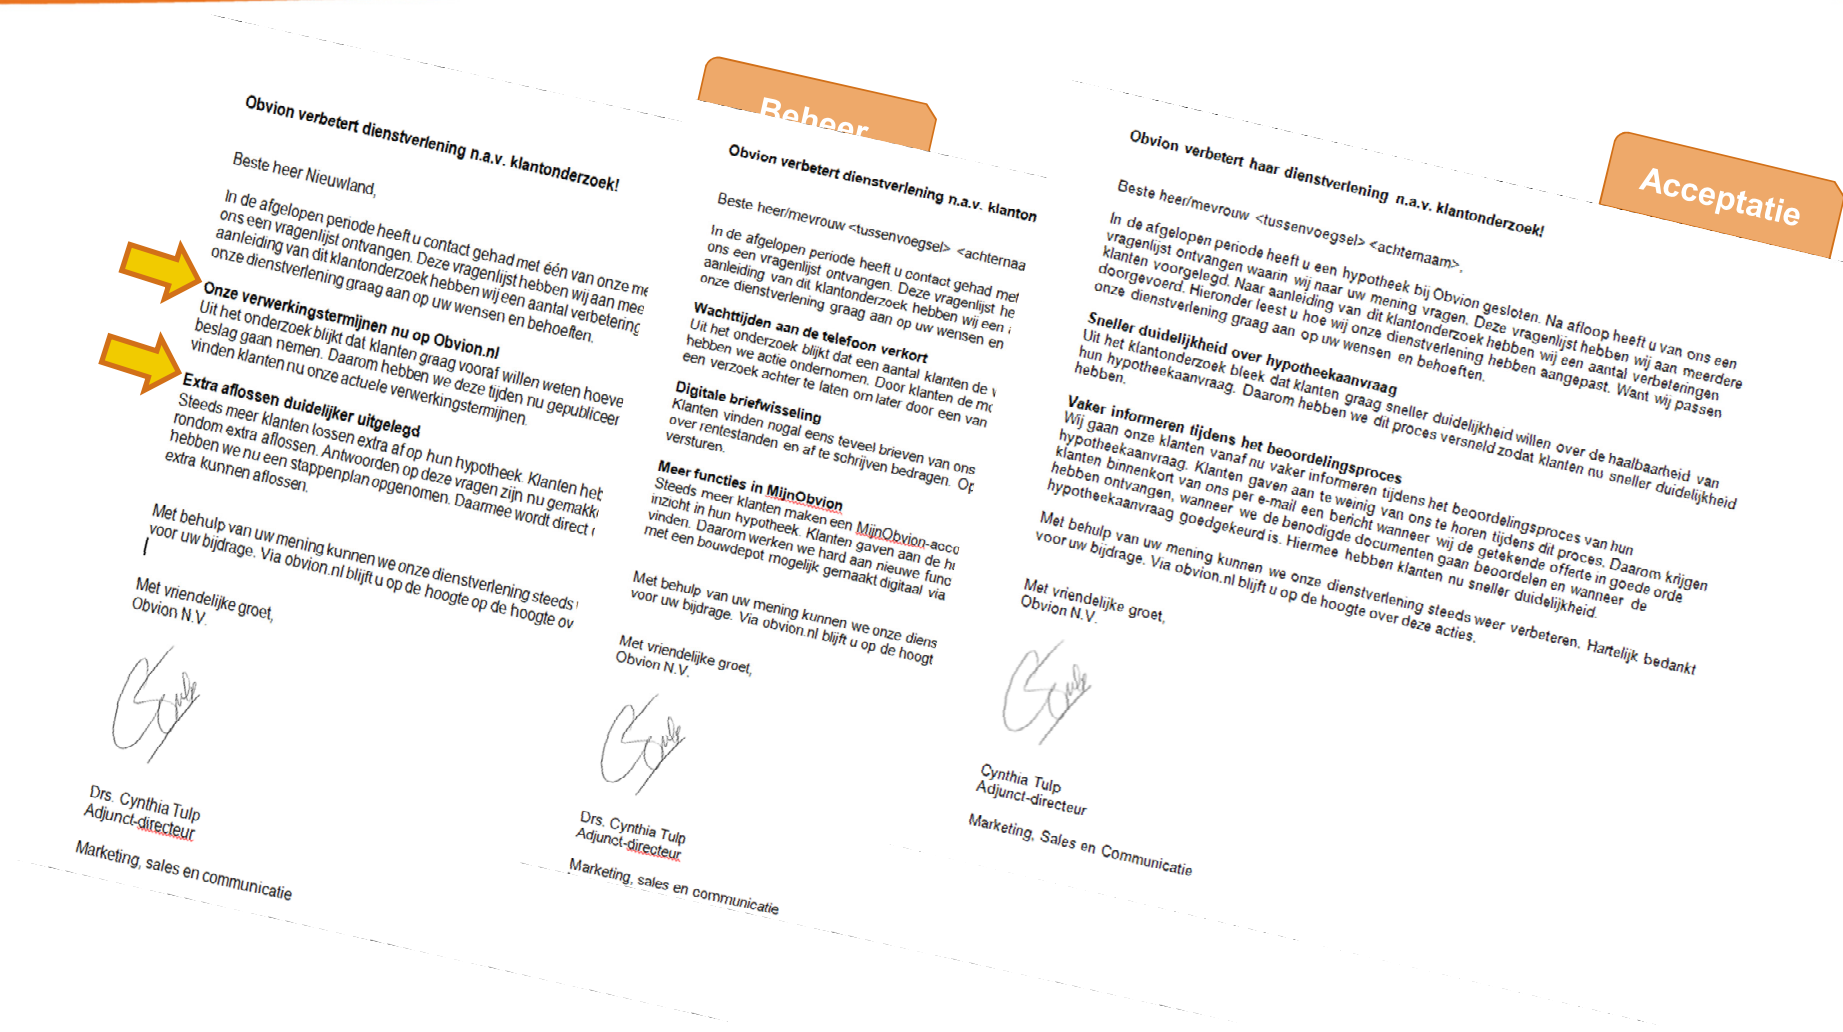 Obvion verbetert dienstverlening n.a.v. klantonderzoek!
Beste heer Nieuwland,
In de afgelopen periode heeft u contact gehad met één van onze me
ons een vragenlijst ontvangen. Deze vragenlijst hebben wij aan mee
aanleiding van dit klantonderzoek hebben wij een aantal verbetering
onze dienstverlening graag aan op uw wensen en behoeften.
Onze verwerkingstermijnen nu op Obvion.nl
Uit het onderzoek blijkt dat klanten graag vooraf willen weten hoeve
beslag gaan nemen. Daarom hebben we deze tijden nu gepubliceer
vinden klanten nu onze actuele verwerkingstermijnen.
Extra aflossen duidelijker uitgelegd
Steeds meer klanten lossen extra af op hun hypotheek. Klanten heb
rondom extra aflossen. Antwoorden op deze vragen zijn nu gemakk
hebben we nu een stappenplan opgenomen. Daarmee wordt direct
extra kunnen aflossen.
Met behulp van uw mening kunnen we onze dienstverlening steeds
voor uw bijdrage. Via obvion.nl blijft u op de hoogte op de hoogte ov
Met vriendelijke groet,
Obvion N.V.
Drs. Cynthia Tulp
Adjunct-directeur
Marketing, sales en communicatie
Beheer
Obvion verbetert dienstverlening n.a.v. klanton
Beste heer/mevrouw <tussenvoegsel> <achternaa
In de afgelopen periode heeft u contact gehad met
ons een vragenlijst ontvangen. Deze vragenlijst he
aanleiding van dit klantonderzoek hebben wij een
onze dienstverlening graag aan op uw wensen en
Wachttijden aan de telefoon verkort
Uit het onderzoek blijkt dat een aantal klanten de
hebben we actie ondernomen. Door klanten de mo
een verzoek achter te laten om later door een van
Digitale briefwisseling
Klanten vinden nogal eens teveel brieven van ons
over rentestanden en af te schrijven bedragen. Op
versturen.
Meer functies in MijnObvion
Steeds meer klanten maken een MijnObvion-acco
inzicht in hun hypotheek. Klanten gaven aan de hu
vinden. Daarom werken we hard aan nieuwe func
met een bouwdepot mogelijk gemaakt digitaal via
Met behulp van uw mening kunnen we onze diens
voor uw bijdrage. Via obvion.nl blijft u op de hoogt
Met vriendelijke groet,
Obvion N.V.
Drs. Cynthia Tulp
Adjunct-directeur
Marketing, sales en communicatie
Acceptatie
Obvion verbetert haar dienstverlening n.a.v. klantonderzoek!
Beste heer/mevrouw <tussenvoegsel> <achternaam>,
In de afgelopen periode heeft u een hypotheek bij Obvion gesloten. Na afloop heeft u van ons een
vragenlijst ontvangen waarin wij naar uw mening vragen. Deze vragenlijst hebben wij aan meerdere
klanten voorgelegd. Naar aanleiding van dit klantonderzoek hebben wij een aantal verbeteringen
doorgevoerd. Hieronder leest u hoe wij onze dienstverlening hebben aangepast. Want wij passen
onze dienstverlening graag aan op uw wensen en behoeften.
Sneller duidelijkheid over hypotheekaanvraag
Uit het klantonderzoek bleek dat klanten graag sneller duidelijkheid willen over de haalbaarheid van
hun hypotheekaanvraag. Daarom hebben we dit proces versneld zodat klanten nu sneller duidelijkheid
hebben.
Vaker informeren tijdens het beoordelingsproces
Wij gaan onze klanten vanaf nu vaker informeren tijdens het beoordelingsproces van hun
hypotheekaanvraag. Klanten gaven aan te weinig van ons te horen tijdens dit proces. Daarom krijgen
klanten binnenkort van ons per e-mail een bericht wanneer wij de getekende offerte in goede orde
hebben ontvangen, wanneer we de benodigde documenten gaan beoordelen en wanneer de
hypotheekaanvraag goedgekeurd is. Hiermee hebben klanten nu sneller duidelijkheid.
Met behulp van uw mening kunnen we onze dienstverlening steeds weer verbeteren. Hartelijk bedankt
voor uw bijdrage. Via obvion.nl blijft u op de hoogte over deze acties.
Met vriendelijke groet,
Obvion N.V.
Cynthia Tulp
Adjunct-directeur
Marketing, Sales en Communicatie